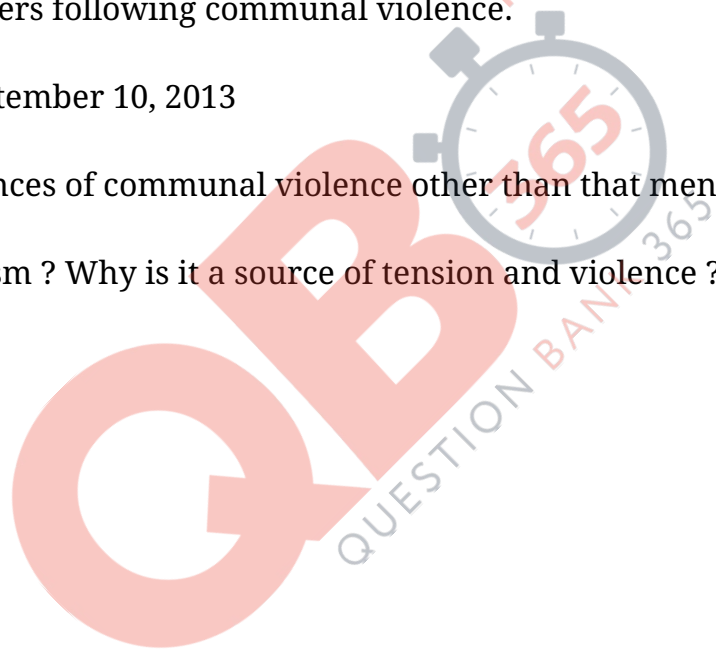 ers following communal violence.
tember 10, 2013
nces of communal violence other than that men
sm ? Why is it a source of tension and violence ?
365
QB
QUESTION BANK 365